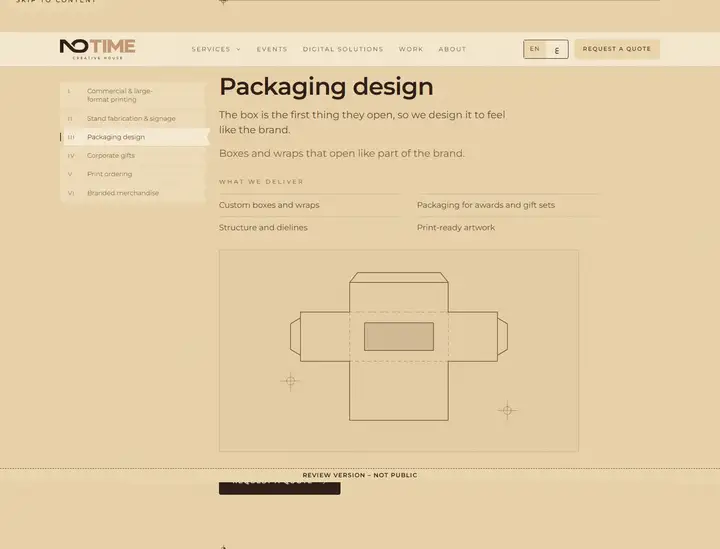 SKIP TO CONTENT
NOTIME
CREATIVE HOUSE
SERVICES
EVENTS
DIGITAL SOLUTIONS
WORK
ABOUT
EN
REQUEST A QUOTE
I Commercial & large-
format printing
II Stand fabrication & signage
III Packaging design
IV Corporate gifts
V Print ordering
VI Branded merchandise
Packaging design
The box is the first thing they open, so we design it to feel
like the brand.
Boxes and wraps that open like part of the brand.
WHAT WE DELIVER
Custom boxes and wraps
Packaging for awards and gift sets
Structure and dielines
Print-ready artwork
REVIEW VERSION – NOT PUBLIC